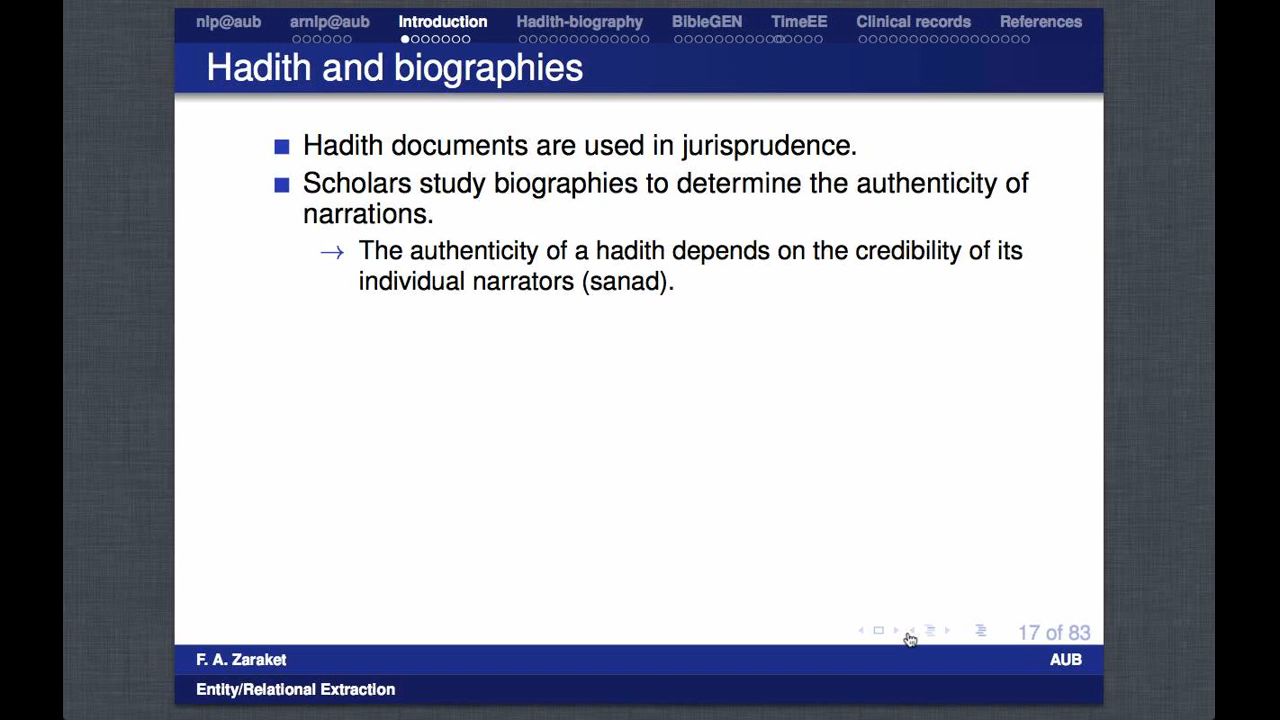 nlp@aub arnlp@aub Introduction Hadith-biography BibleGEN TimeEE Clinical records References
Hadith and biographies
Hadith documents are used in jurisprudence.
Scholars study biographies to determine the authenticity of
narrations.
→ The authenticity of a hadith depends on the credibility of its
individual narrators (sanad).
17 of 83
F. A. Zaraket AUB
Entity/Relational Extraction